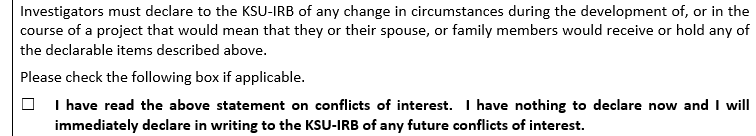 Investigators must declare to the KSU-IRB of any change in circumstances during the development of, or in the
course of a project that would mean that they or their spouse, or family members would receive or hold any of
the declarable items described above.
Please check the following box if applicable.
☐ I have read the above statement on conflicts of interest. I have nothing to declare now and I will
immediately declare in writing to the KSU-IRB of any future conflicts of interest.